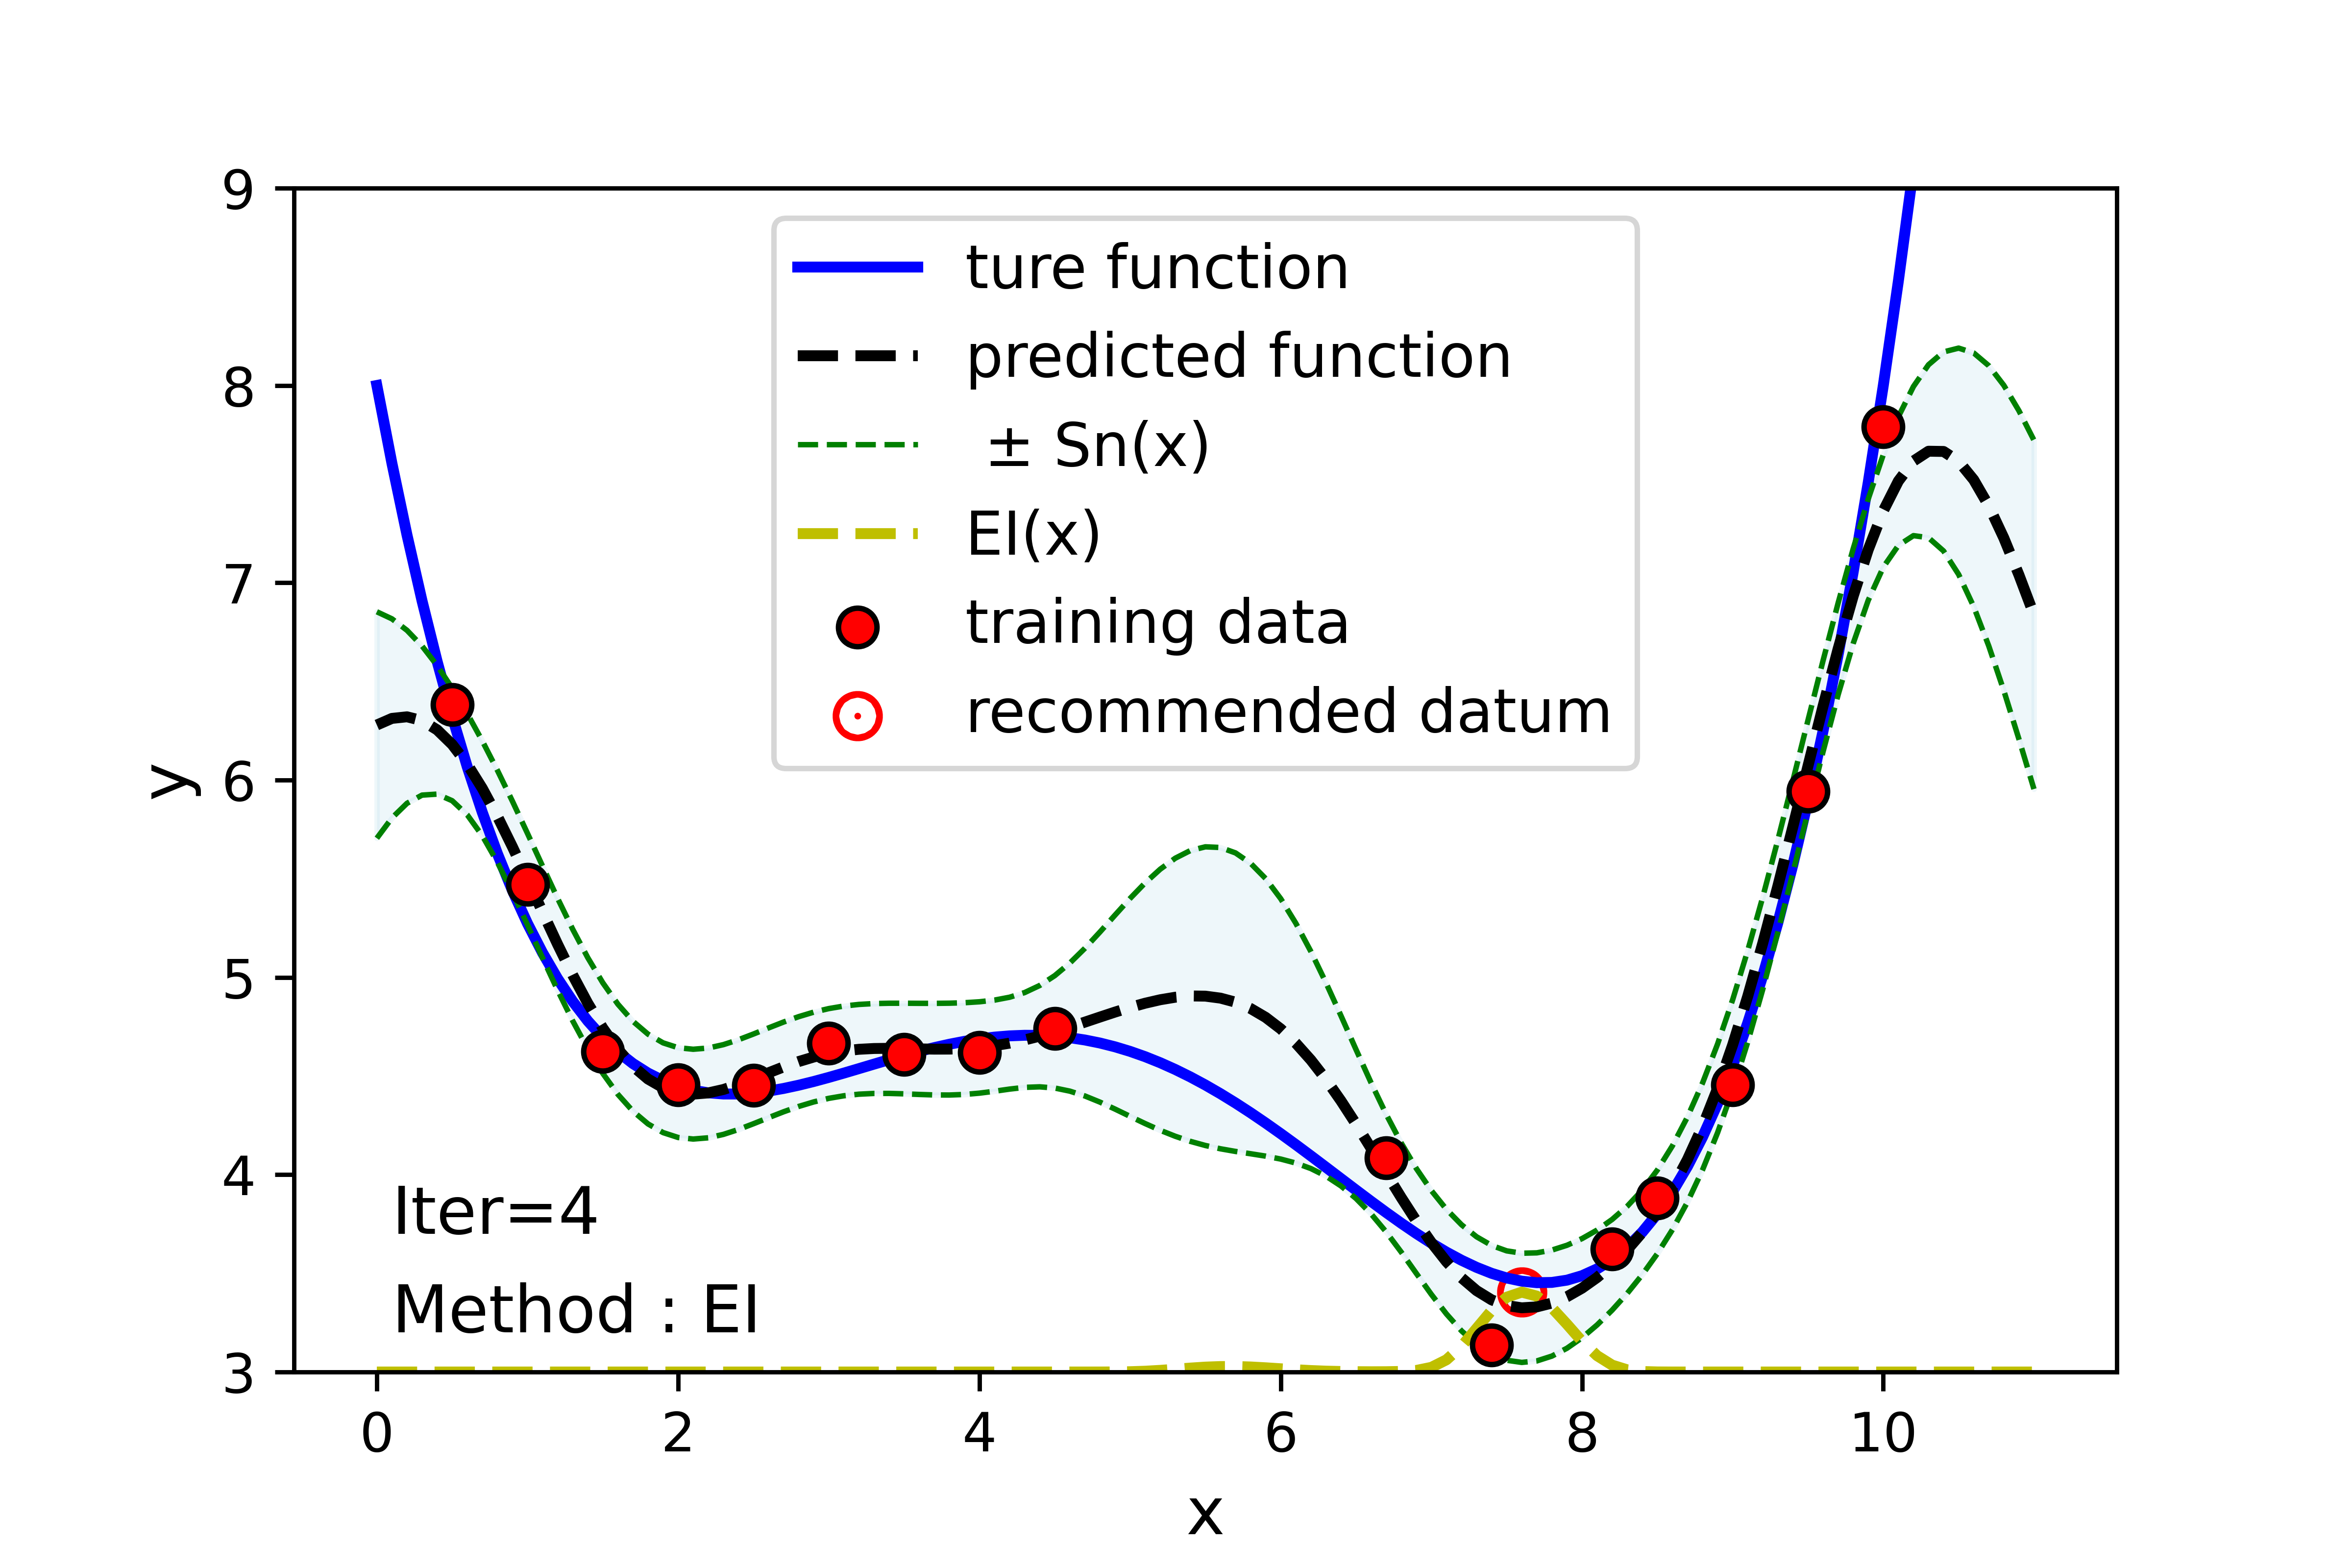 9
8
7
6
5
4
3
y
ture function
predicted function
± Sn(x)
EI(x)
training data
recommended datum
Iter=4
Method : EI
0 2 4 6 8 10
x